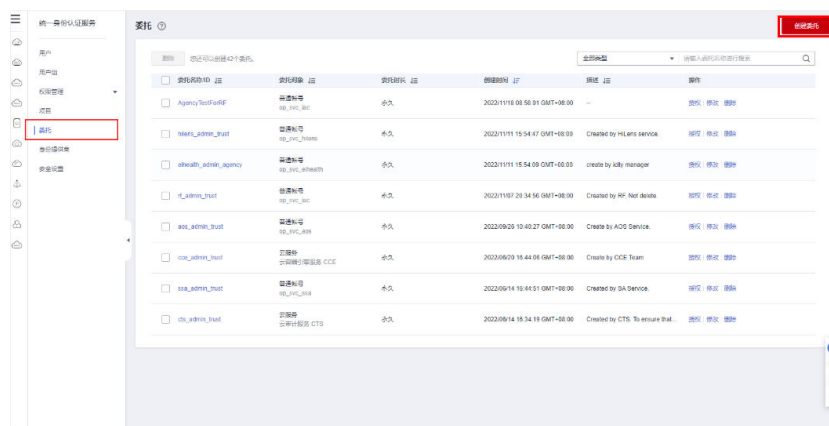 统一身份认证服务
用户
用户组
权限管理
项目
委托
身份提供商
安全设置
委托
创建委托
删除 您还可以创建42个委托。
全部类型 请输入委托名称进行搜索
委托名称/ID 委托对象 委托时长 创建时间 描述 操作
AgencyTestForRF 普通帐号 永久 2022/11/18 08:50:01 GMT+08:00 -- 授权 修改 删除
op_svc_iac
hilens_admin_trust 普通帐号 永久 2022/11/11 15:54:47 GMT+08:00 Created by HiLens service. 授权 修改 删除
op_svc_hilens
eihealth_admin_agency 普通帐号 永久 2022/11/11 15:54:09 GMT+08:00 授权 修改 删除
op_svc_eihealth
rf_admin_trust 普通帐号 永久 2022/11/07 20:34:56 GMT+08:00 Created by RF, Not delete. 授权 修改 删除
op_svc_iac
aos_admin_trust 普通帐号 永久 2022/09/26 10:40:27 GMT+08:00 Create by AOS Service. 授权 修改 删除
op_svc_aos
cce_admin_trust 云服务 永久 2022/06/20 16:44:06 GMT+08:00 Create by CCE Team 授权 修改 删除
云容器引擎服务 CCE
ssa_admin_trust 普通帐号 永久 2022/06/14 16:44:51 GMT+08:00 Created by SA Service. 授权 修改 删除
op_svc_ssa
cts_admin_trust 云服务 永久 2022/06/14 16:34:19 GMT+08:00 Created by CTS. To ensure that... 授权 修改 删除
云审计服务 CTS